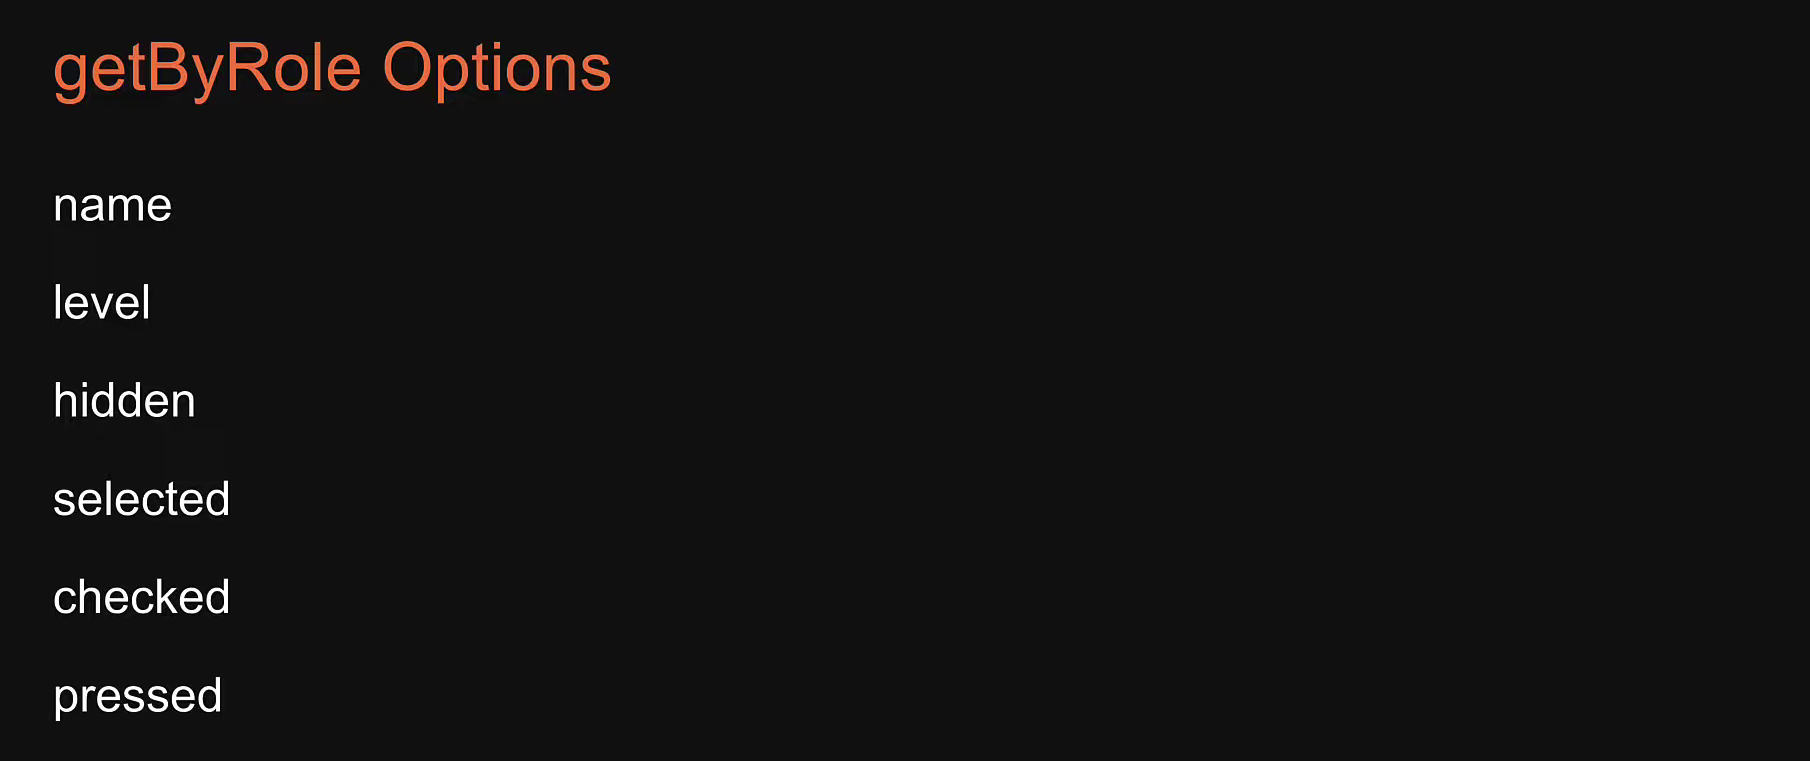 getByRole Options
name
level
hidden
selected
checked
pressed